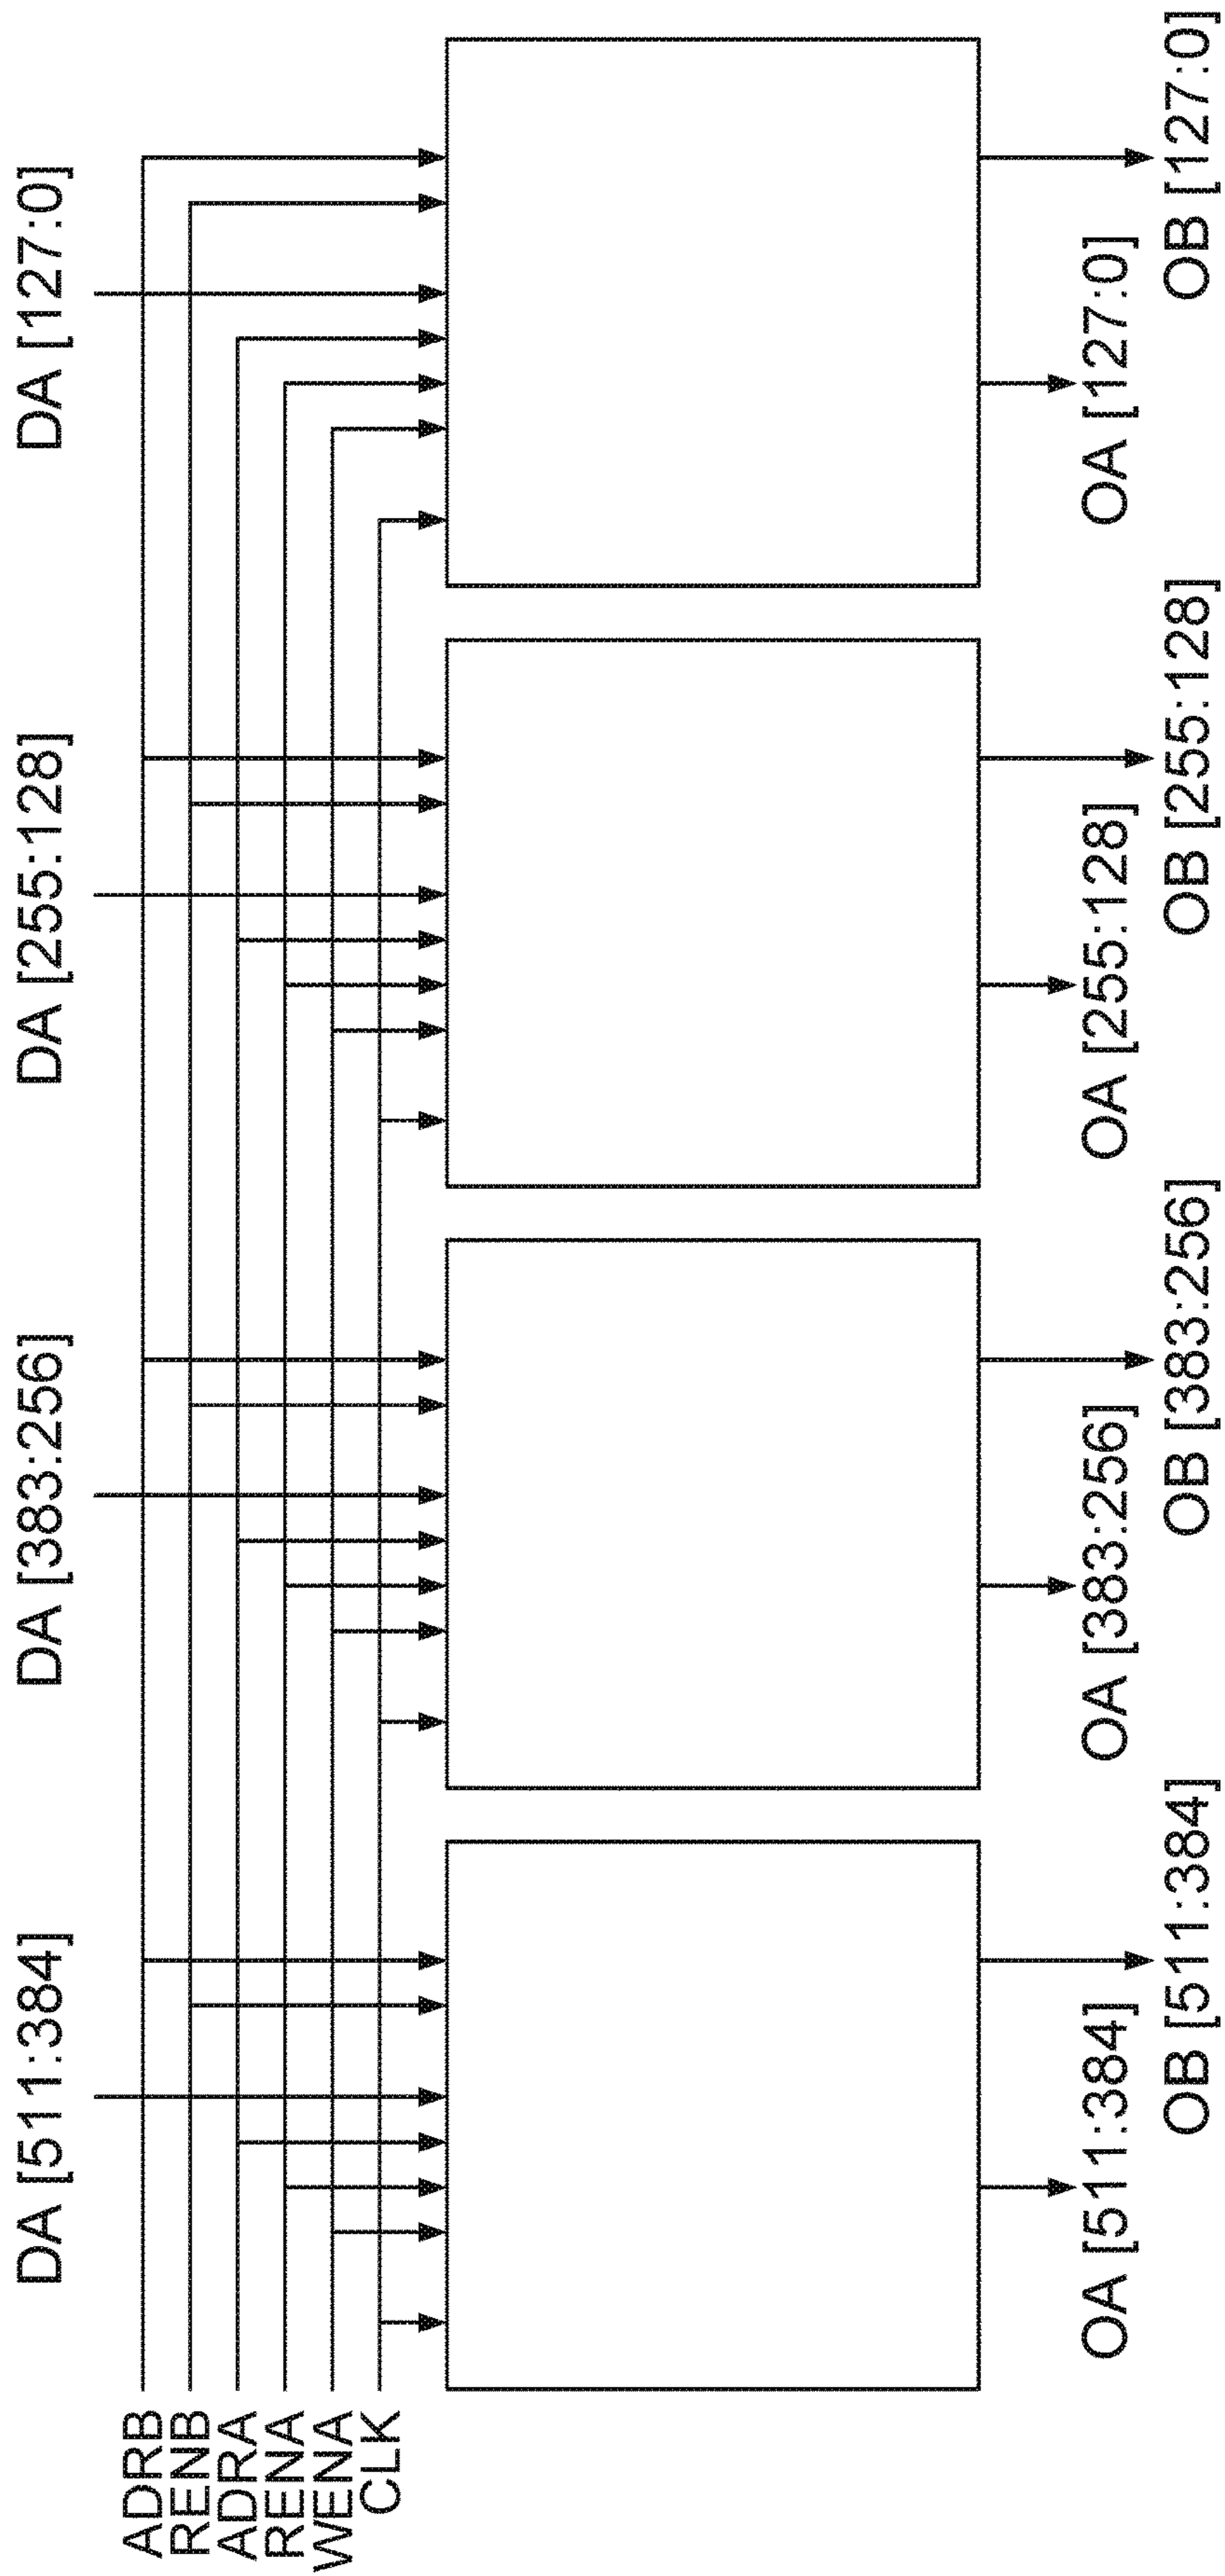 DA [511:384]
DA [383:256]
DA [255:128]
DA [127:0]
ADRB
RENB
ADRA
RENA
WENA
CLK
OA [511:384]
OA [383:256]
OA [255:128]
OA [127:0]
OB [511:384]
OB [383:256]
OB [255:128]
OB [127:0]